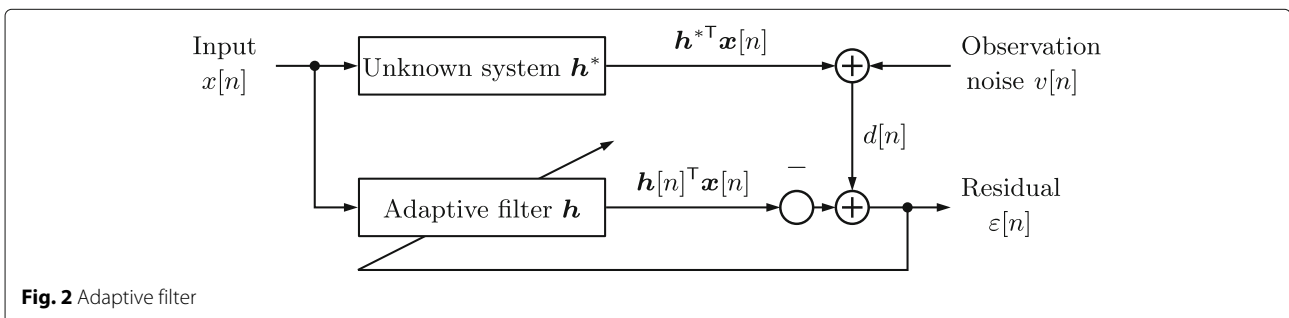 Input
x[n]
Unknown system h*
h*ᵀx[n]
+
Observation
noise v[n]
d[n]
Adaptive filter h
h[n]ᵀx[n]
−
+
Residual
ε[n]
Fig. 2 Adaptive filter